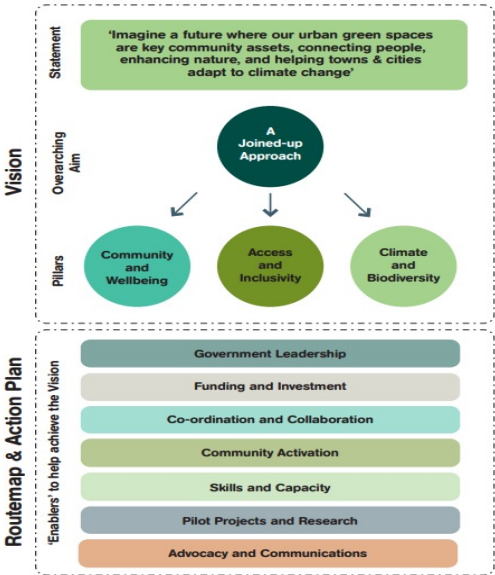 Vision
Statement
'Imagine a future where our urban green spaces
are key community assets, connecting people,
enhancing nature, and helping towns & cities
adapt to climate change'
Overarching
Aim
A
Joined-up
Approach
Pillars
Community
and
Wellbeing
Access
and
Inclusivity
Climate
and
Biodiversity
Routemap & Action Plan
'Enablers' to help achieve the Vision
Government Leadership
Funding and Investment
Co-ordination and Collaboration
Community Activation
Skills and Capacity
Pilot Projects and Research
Advocacy and Communications